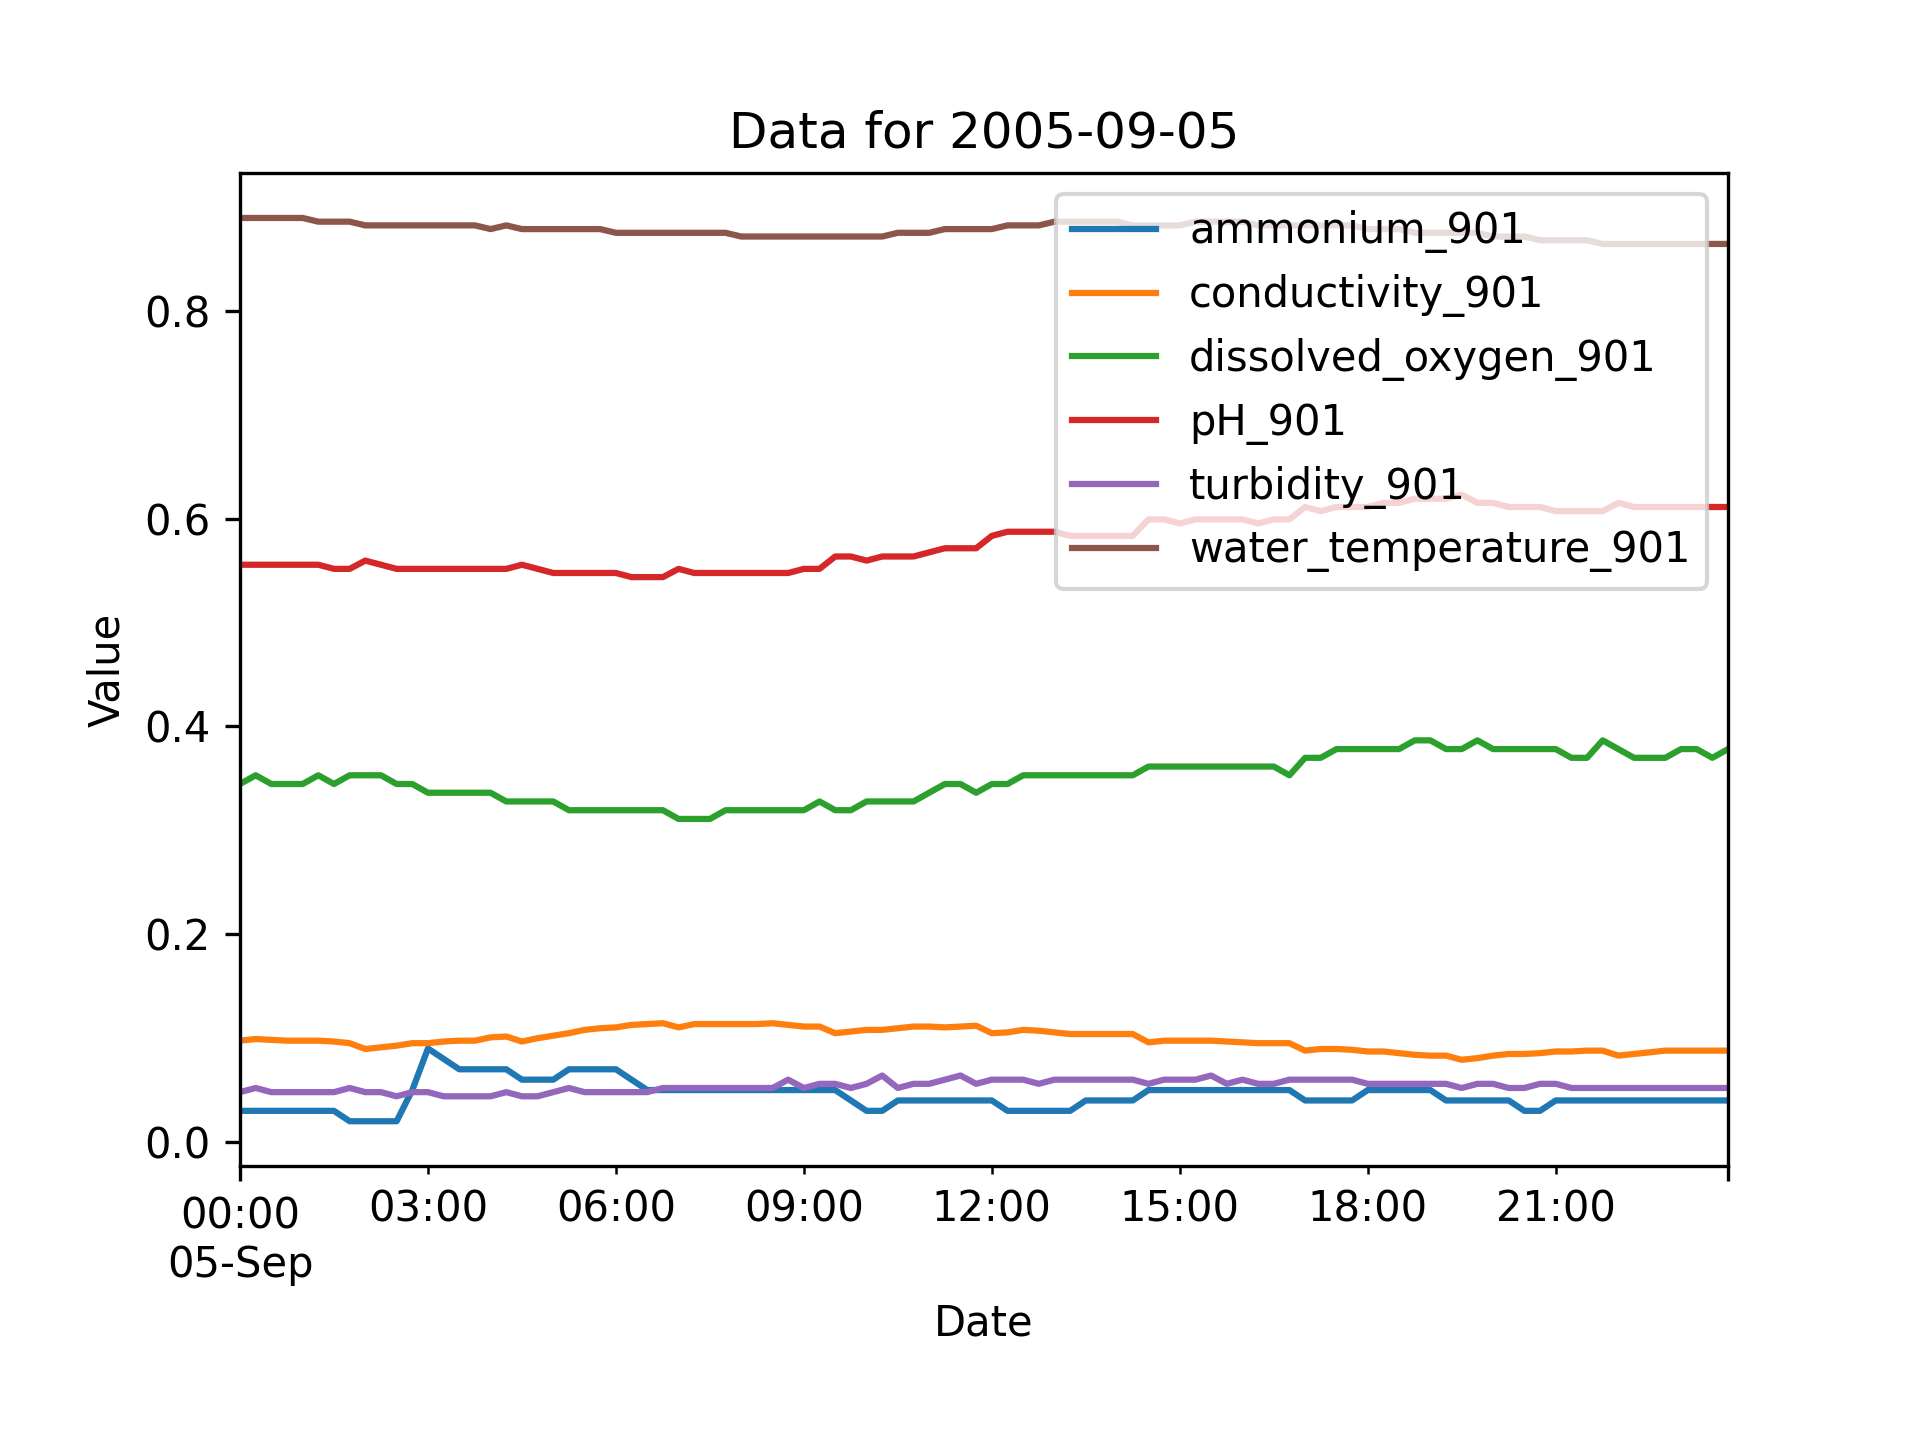 Data for 2005-09-05
ammonium_901
conductivity_901
dissolved_oxygen_901
pH_901
turbidity_901
water_temperature_901
Value
0.8
0.6
0.4
0.2
0.0
00:00 03:00 06:00 09:00 12:00 15:00 18:00 21:00
05-Sep
Date